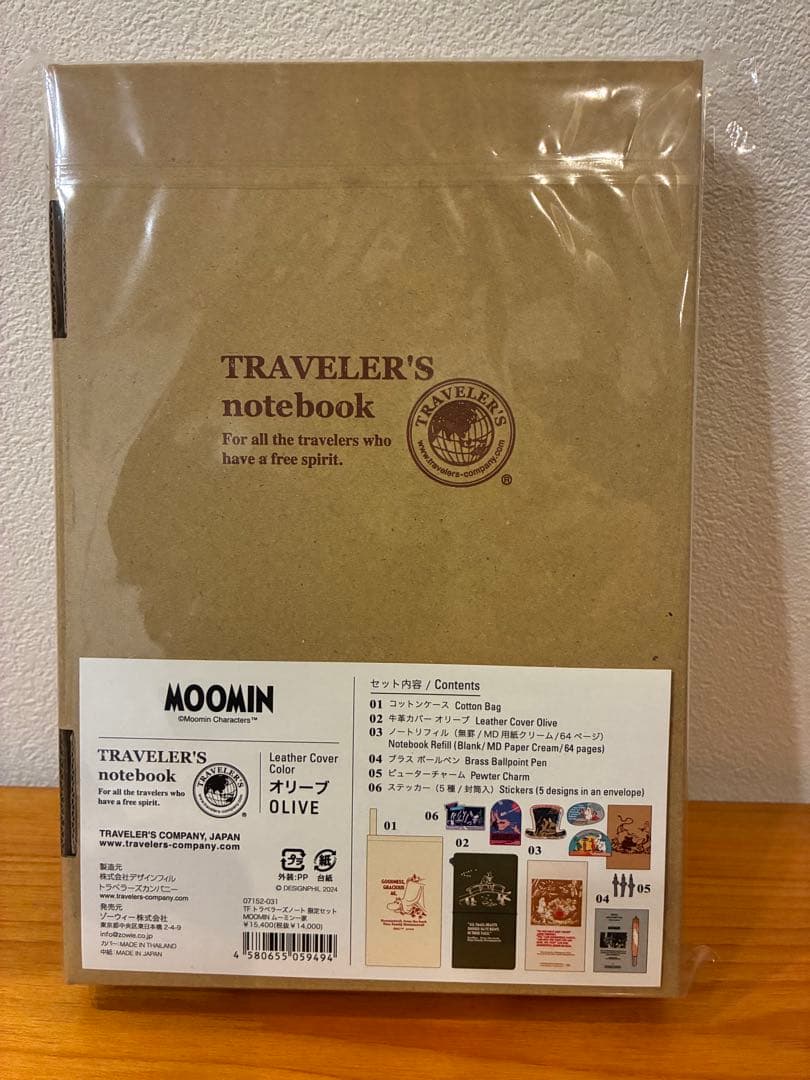 TRAVELER'S
notebook
For all the travelers who
have a free spirit.
TRAVELER'S
www.travelers-company.com
®
MOOMIN
©Moomin Characters™
TRAVELER'S
notebook
For all the travelers who
have a free spirit.
TRAVELER'S
®
Leather Cover
Color
オリーブ
OLIVE
TRAVELER'S COMPANY, JAPAN
www.travelers-company.com
製造元
株式会社デザインフィル
トラベラーズカンパニー
www.travelers-company.com
発売元
ゾーウィー株式会社
東京都中央区東日本橋2-4-9
info@zowie.co.jp
カバー:MADE IN THAILAND
中紙:MADE IN JAPAN
プラ 紙
外装:PP 台紙
© DESIGNPHIL 2024
07152-031
TF トラベラーズノート 限定セット
MOOMIN ムーミン一家
¥15,400(税抜¥14,000)
4 580655 059494
セット内容 / Contents
01 コットンケース Cotton Bag
02 牛革カバー オリーブ Leather Cover Olive
03 ノートリフィル(無罫/MD用紙クリーム/64ページ)
Notebook Refill (Blank/MD Paper Cream/64 pages)
04 ブラス ボールペン Brass Ballpoint Pen
05 ピューターチャーム Pewter Charm
06 ステッカー(5種/封筒入) Stickers (5 designs in an envelope)
01
06
02
03
04
05
GOODNESS,
GRACIOUS
ME,